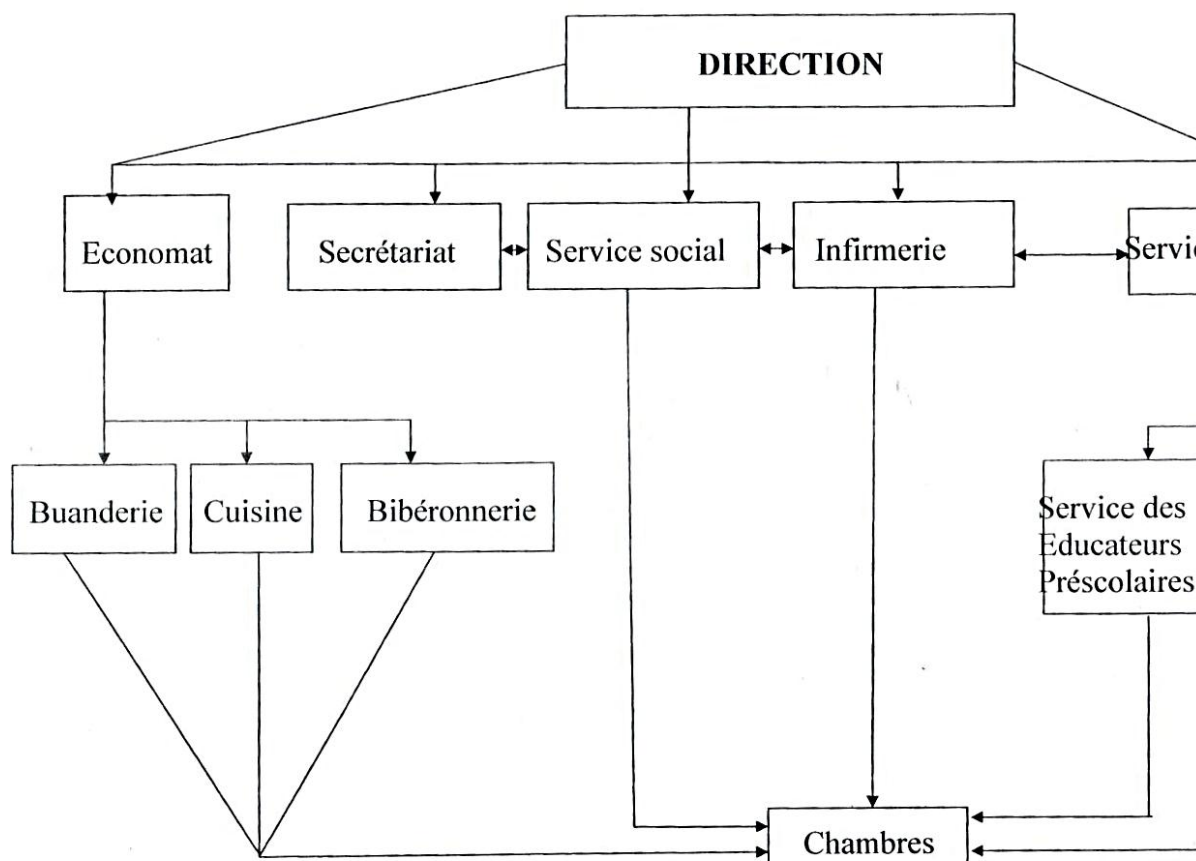 DIRECTION
Economat
Secrétariat
Service social
Infirmerie
Buanderie
Cuisine
Bibéronnerie
Service des
Educateurs
Préscolaires
Chambres